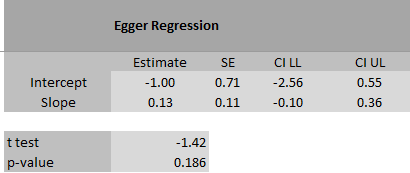 Egger Regression
Estimate SE CI LL CI UL
Intercept -1.00 0.71 -2.56 0.55
Slope 0.13 0.11 -0.10 0.36
t test -1.42
p-value 0.186